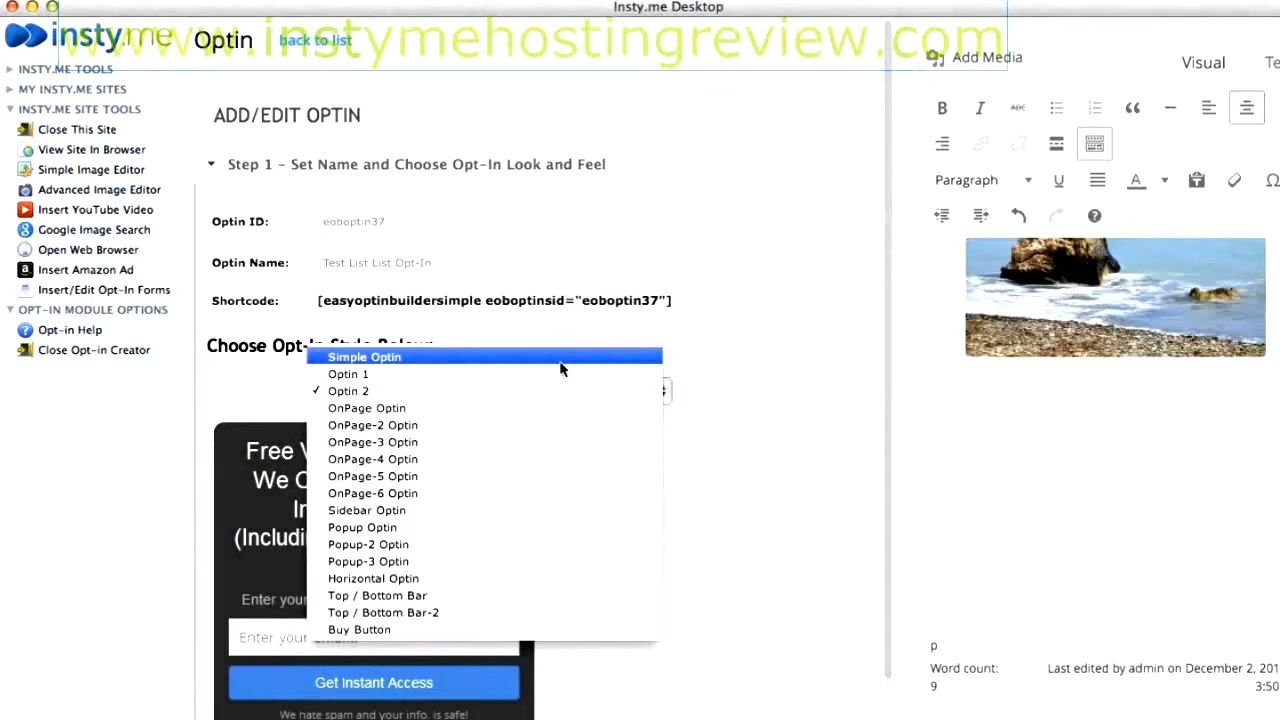 Insty.me Desktop
www.instymehostingreview.com
insty.me
Optin
back to list
INSTY.ME TOOLS
MY INSTY.ME SITES
INSTY.ME SITE TOOLS
Close This Site
View Site In Browser
Simple Image Editor
Advanced Image Editor
Insert YouTube Video
Google Image Search
Open Web Browser
Insert Amazon Ad
Insert/Edit Opt-In Forms
OPT-IN MODULE OPTIONS
Opt-in Help
Close Opt-in Creator
ADD/EDIT OPTIN
Step 1 - Set Name and Choose Opt-In Look and Feel
Optin ID: eoboptin37
Optin Name: Test List List Opt-In
Shortcode: [easyoptinbuildersimple eoboptinsid="eoboptin37"]
Choose Opt-In Style Below:
Simple Optin
Optin 1
✓ Optin 2
OnPage Optin
OnPage-2 Optin
OnPage-3 Optin
OnPage-4 Optin
OnPage-5 Optin
OnPage-6 Optin
Sidebar Optin
Popup Optin
Popup-2 Optin
Popup-3 Optin
Horizontal Optin
Top / Bottom Bar
Top / Bottom Bar-2
Buy Button
Free
We
(Includin
Enter your
Enter your
Get Instant Access
We hate spam and your info. is safe!
Add Media
Visual
Te
B I ABC
Paragraph U A Ω
p
Word count:
9
Last edited by admin on December 2, 201
3:50